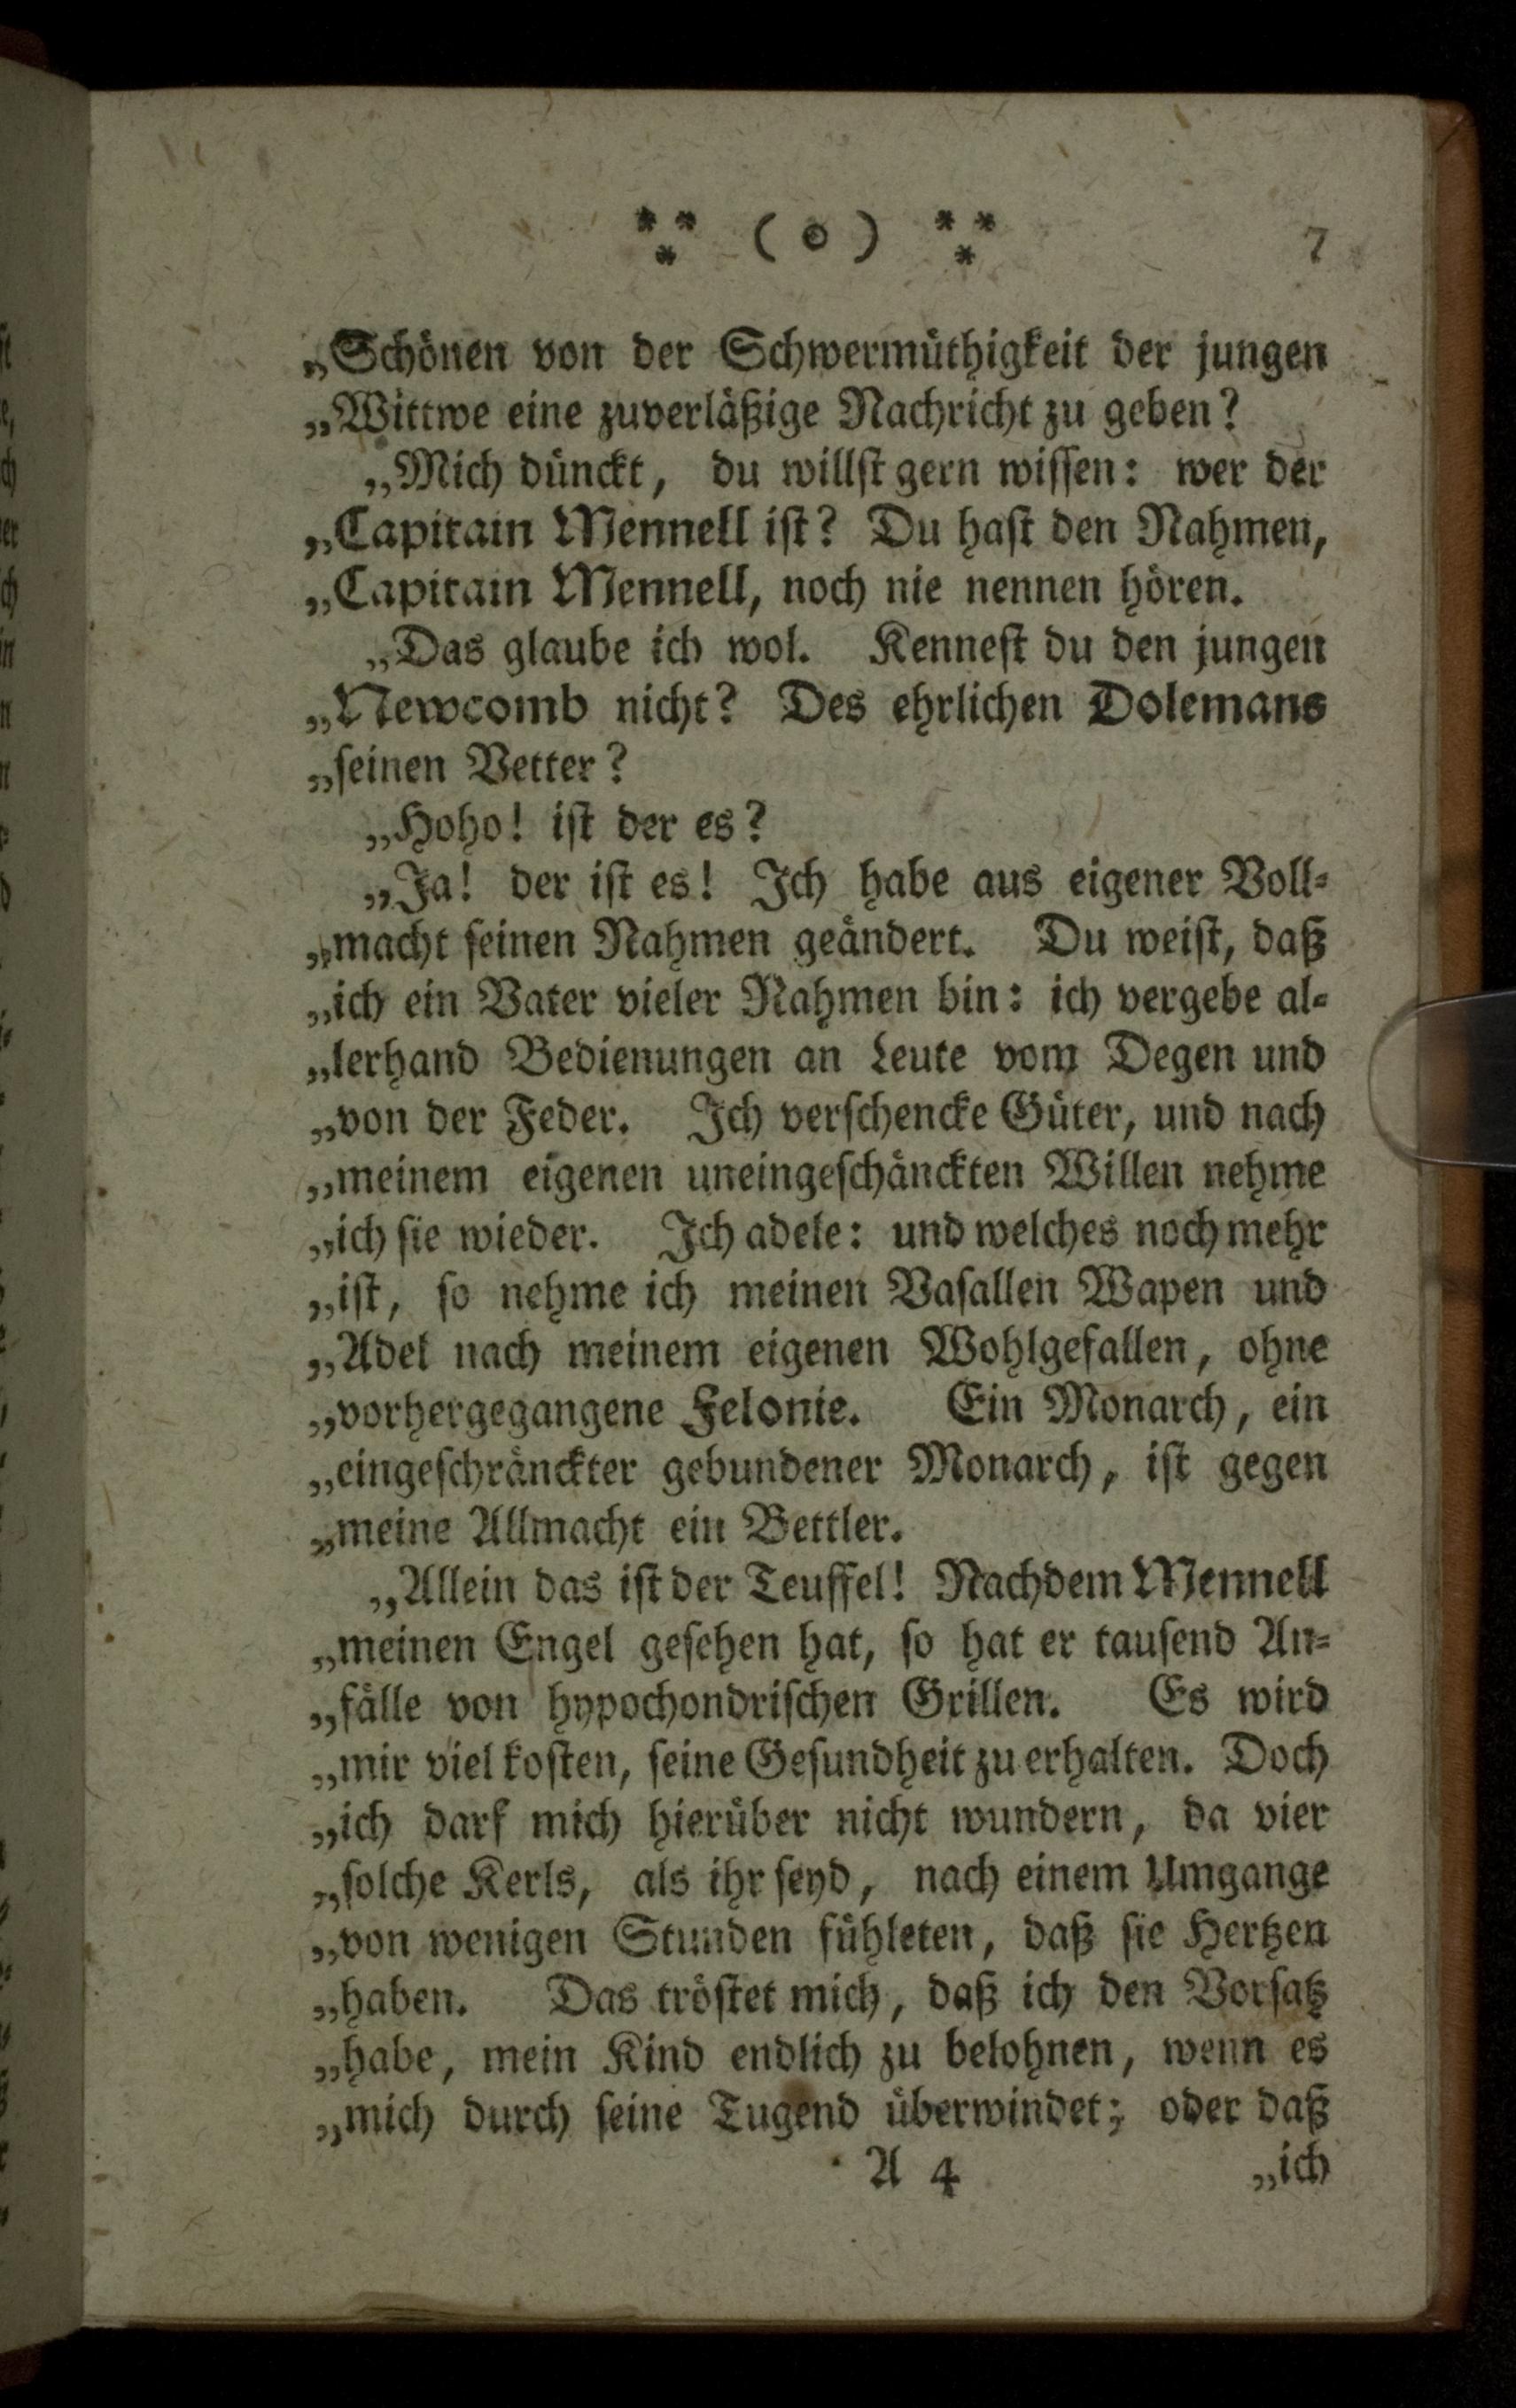 *** (o) *** 7
„Schönen von der Schwermüthigkeit der jungen
„Wittwe eine zuverläßige Nachricht zu geben?
„Mich dünckt, du willst gern wissen: wer der
„Capitain Mennell ist? Du hast den Nahmen,
„Capitain Mennell, noch nie nennen hören.
„Das glaube ich wol. Kennest du den jungen
„Newcomb nicht? Des ehrlichen Dolemans
„seinen Vetter?
„Hoho! ist der es?
„Ja! der ist es! Ich habe aus eigener Voll-
„macht seinen Nahmen geändert. Du weist, daß
„ich ein Vater vieler Nahmen bin: ich vergebe al-
„lerhand Bedienungen an Leute vom Degen und
„von der Feder. Ich verschencke Güter, und nach
„meinem eigenen uneingeschänckten Willen nehme
„ich sie wieder. Ich adele: und welches noch mehr
„ist, so nehme ich meinen Vasallen Wapen und
„Adel nach meinem eigenen Wohlgefallen, ohne
„vorhergegangene Felonie. Ein Monarch, ein
„eingeschränckter gebundener Monarch, ist gegen
„meine Allmacht ein Bettler.
„Allein das ist der Teuffel! Nachdem Mennell
„meinen Engel gesehen hat, so hat er tausend An-
„fälle von hypochondrischen Grillen. Es wird
„mir viel kosten, seine Gesundheit zu erhalten. Doch
„ich darf mich hierüber nicht wundern, da vier
„solche Kerls, als ihr seyd, nach einem Umgange
„von wenigen Stunden fühleten, daß sie Hertzen
„haben. Das tröstet mich, daß ich den Vorsatz
„habe, mein Kind endlich zu belohnen, wenn es
„mich durch seine Tugend überwindet; oder daß
A 4 „ich